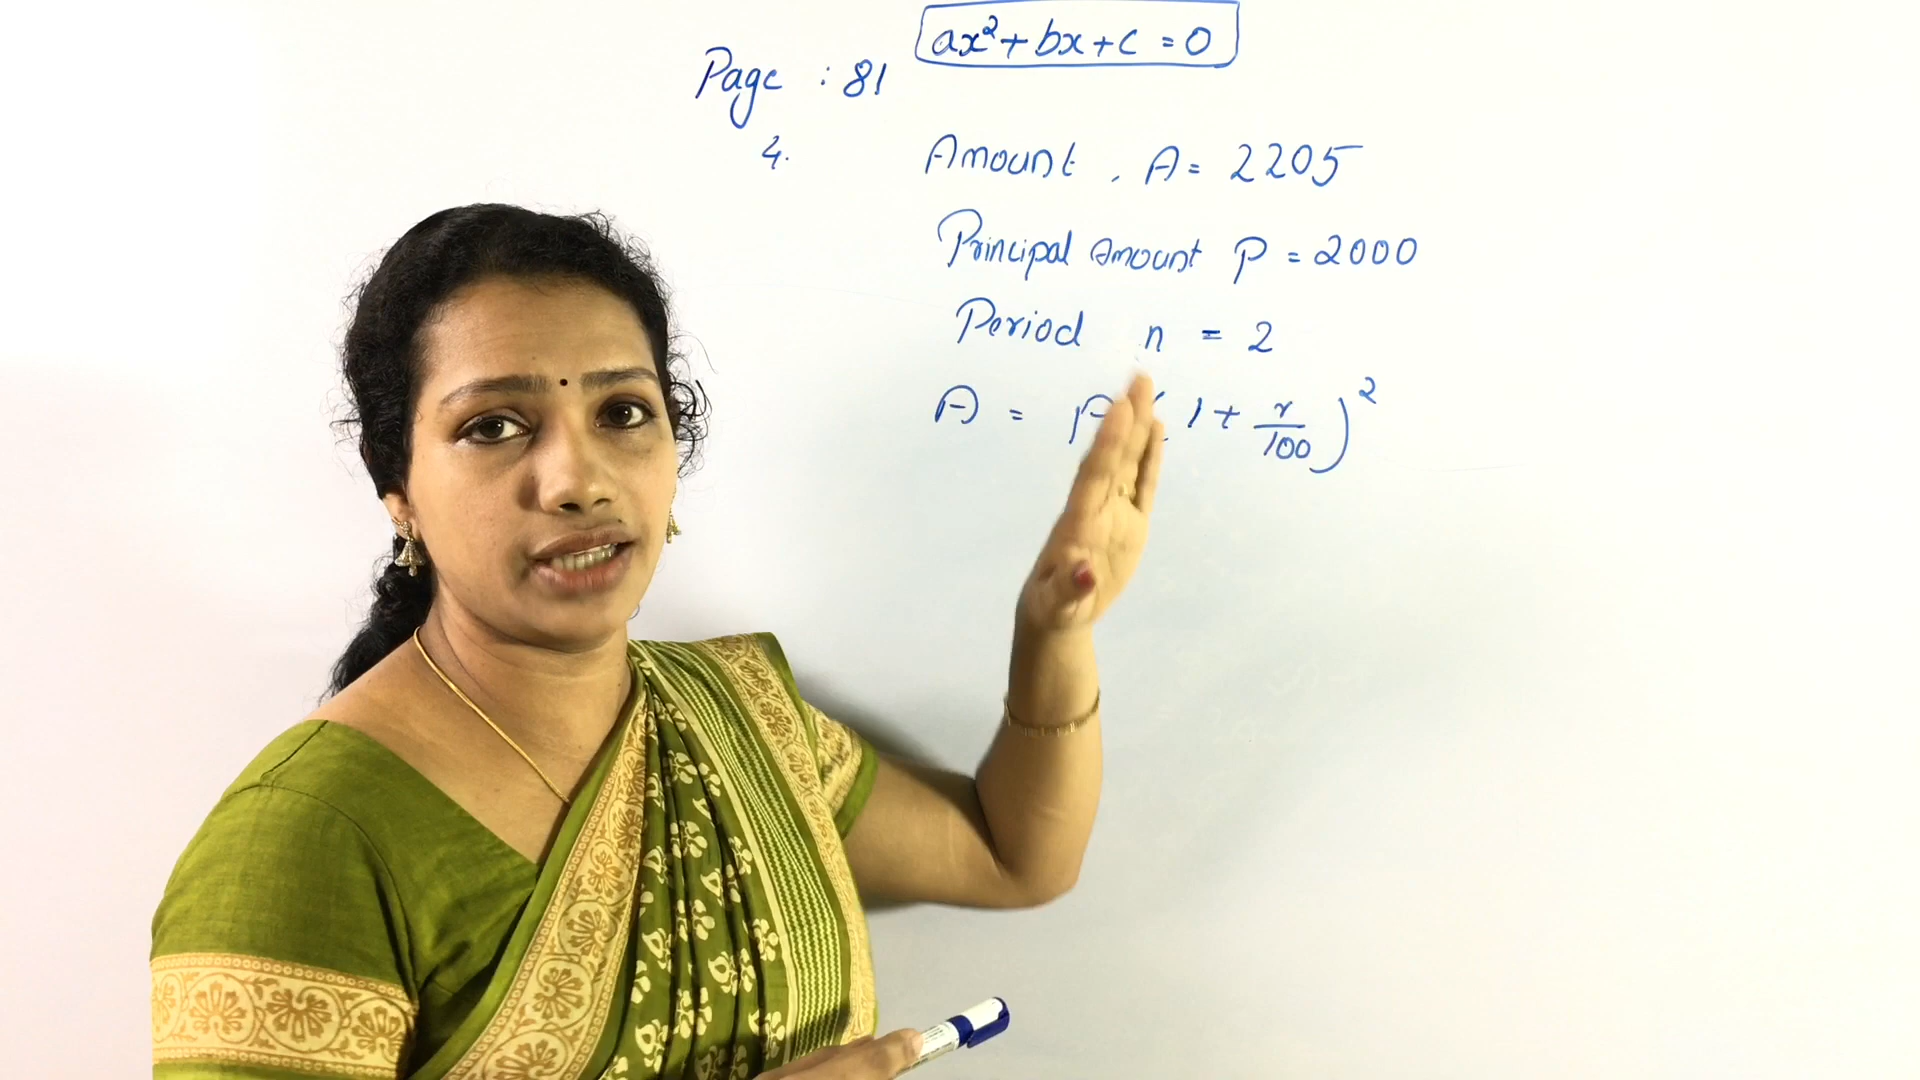 ax²+bx+c=0
Page : 81
4.
Amount, A= 2205
Principal Amount P = 2000
Period n = 2
A = P(1+r/100)²